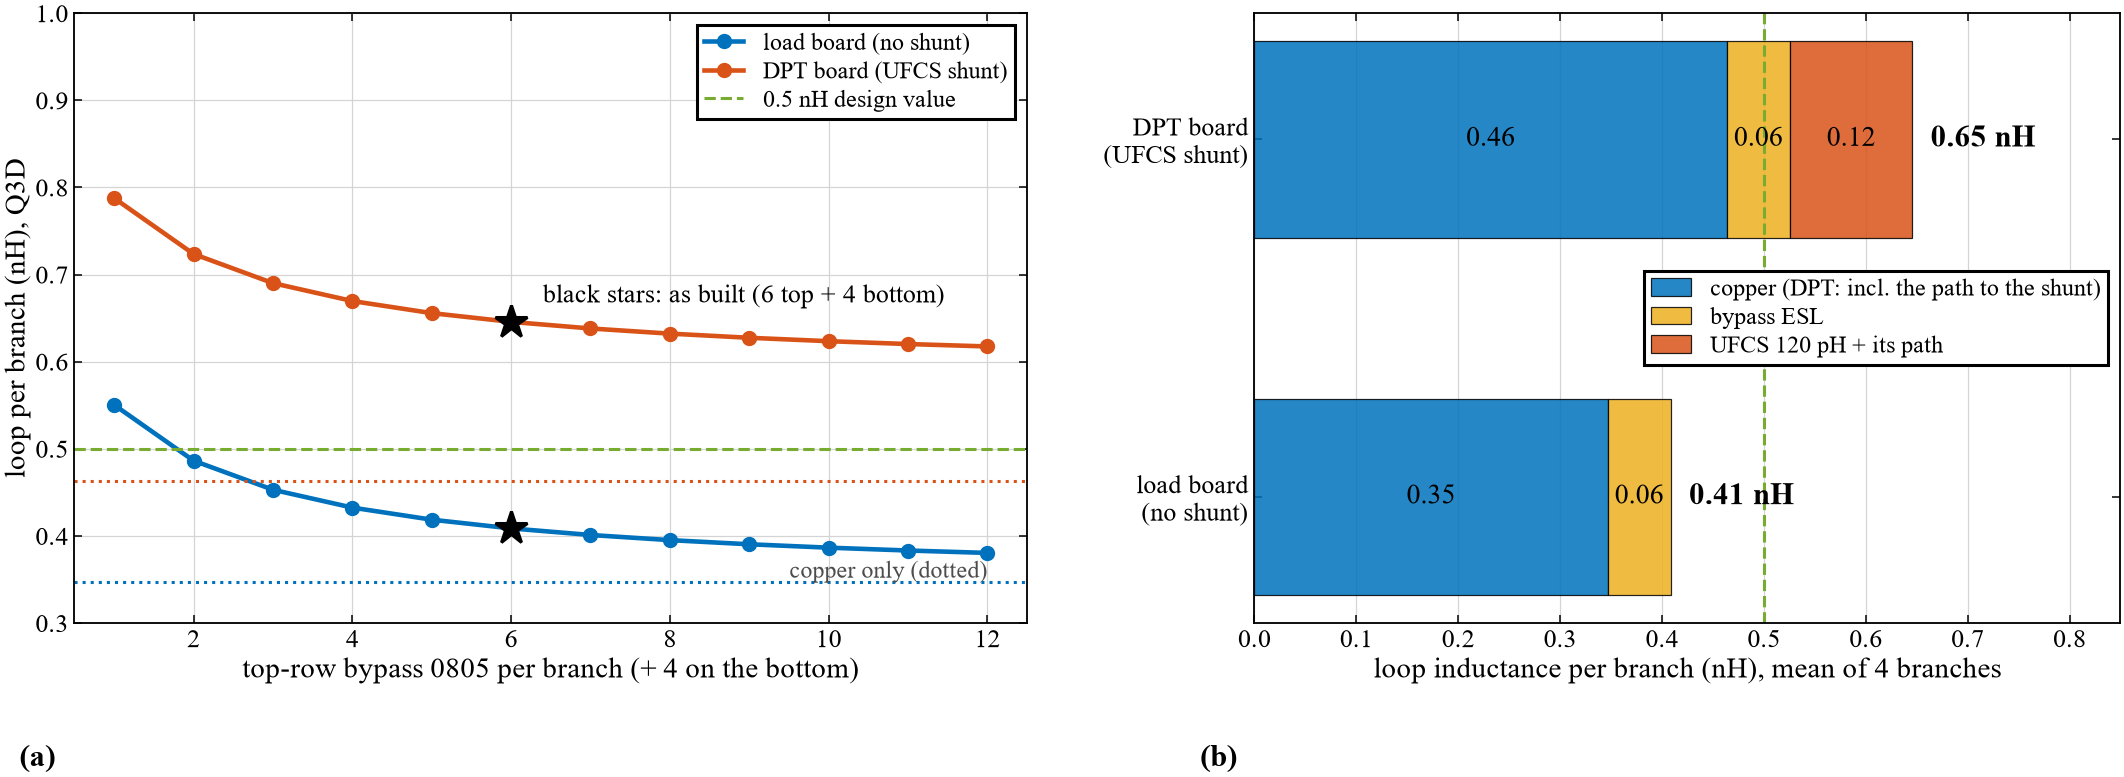 1.0
0.9
0.8
0.7
0.6
0.5
0.4
0.3
loop per branch (nH), Q3D
load board (no shunt)
DPT board (UFCS shunt)
0.5 nH design value
black stars: as built (6 top + 4 bottom)
copper only (dotted)
2 4 6 8 10 12
top-row bypass 0805 per branch (+ 4 on the bottom)
(a)
DPT board
(UFCS shunt)
0.46 0.06 0.12 0.65 nH
copper (DPT: incl. the path to the shunt)
bypass ESL
UFCS 120 pH + its path
load board
(no shunt)
0.35 0.06 0.41 nH
0.0 0.1 0.2 0.3 0.4 0.5 0.6 0.7 0.8
loop inductance per branch (nH), mean of 4 branches
(b)